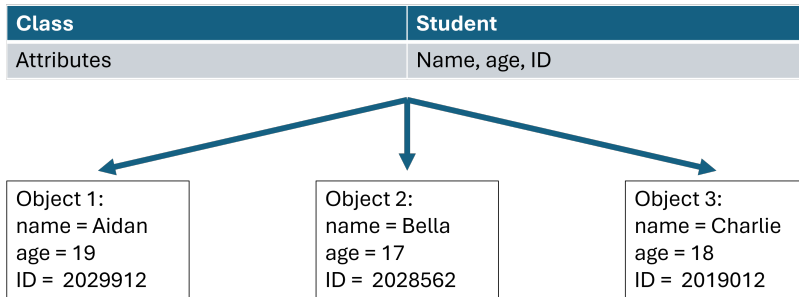 Class Student
Attributes Name, age, ID
Object 1:
name = Aidan
age = 19
ID = 2029912
Object 2:
name = Bella
age = 17
ID = 2028562
Object 3:
name = Charlie
age = 18
ID = 2019012